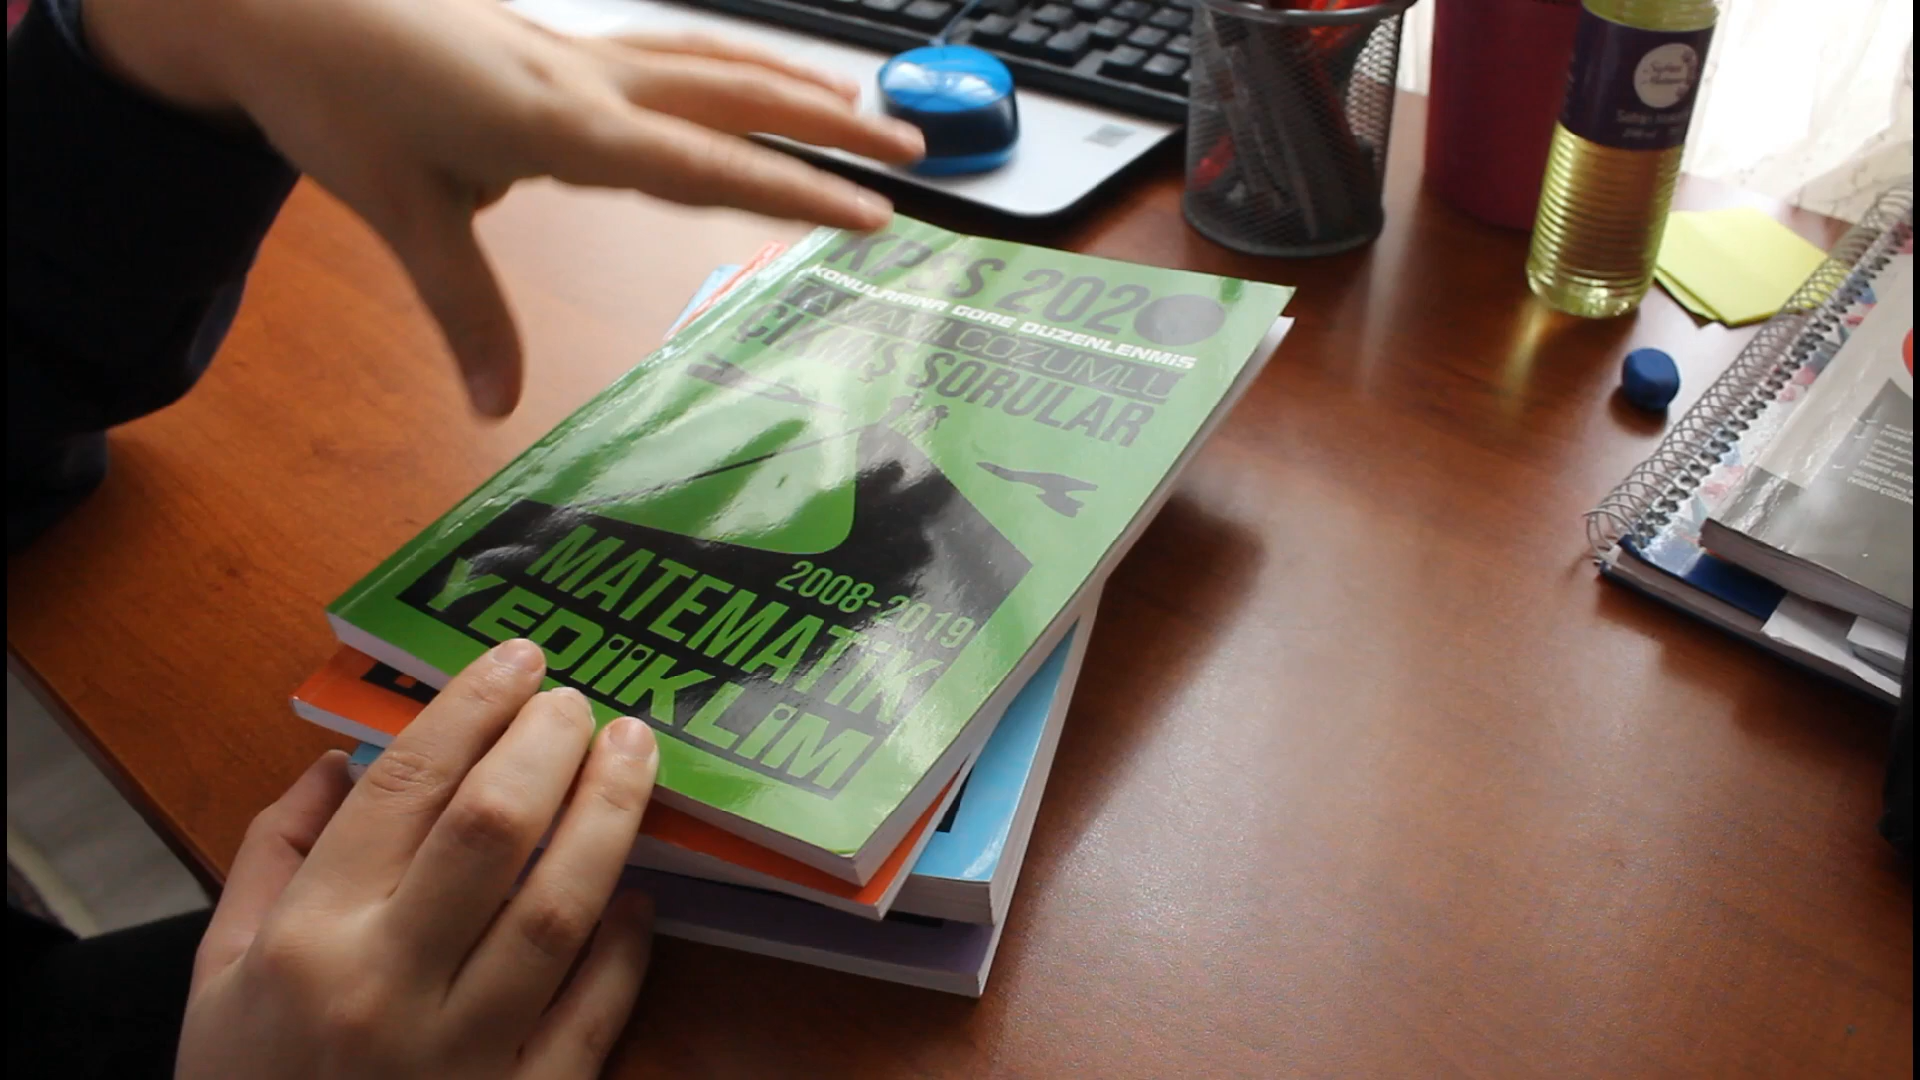 KPSS 2020
KONULARINA GÖRE DÜZENLENMİŞ
TAMAMI ÇÖZÜMLÜ
ÇIKMIŞ SORULAR
2008-2019
MATEMATİK
YEDİİKLİM